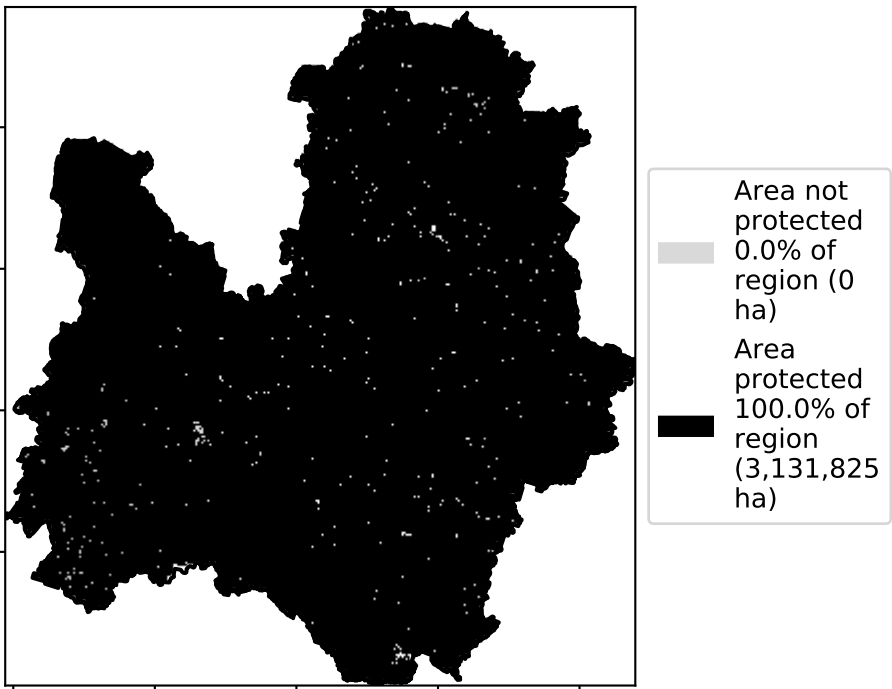 Area not
protected
0.0% of
region (0
ha)
Area
protected
100.0% of
region
(3,131,825
ha)